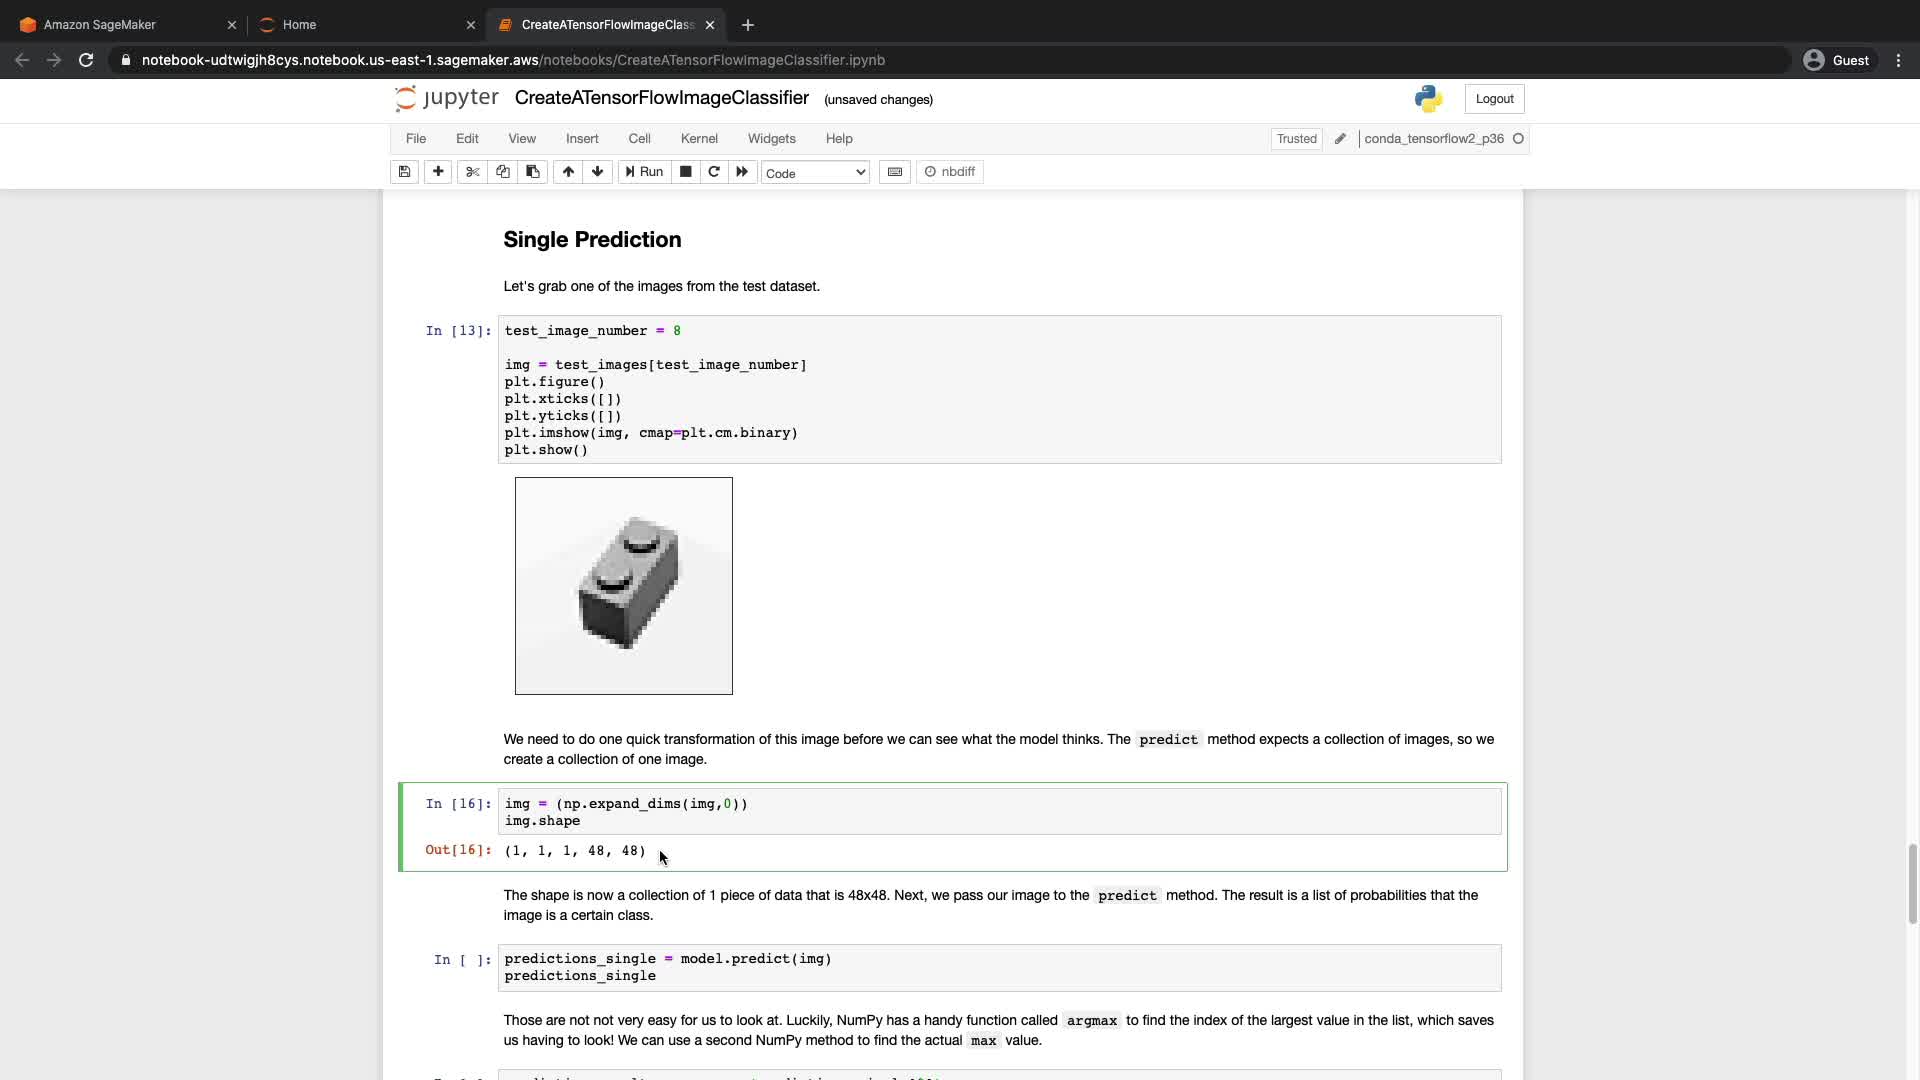 Amazon SageMaker
Home
CreateATensorFlowImageClass
notebook-udtwigjh8cys.notebook.us-east-1.sagemaker.aws/notebooks/CreateATensorFlowImageClassifier.ipynb
Guest
jupyter CreateATensorFlowImageClassifier (unsaved changes)
Logout
File Edit View Insert Cell Kernel Widgets Help
Trusted conda_tensorflow2_p36
Run Code nbdiff
Single Prediction
Let's grab one of the images from the test dataset.
In [13]: test_image_number = 8
img = test_images[test_image_number]
plt.figure()
plt.xticks([])
plt.yticks([])
plt.imshow(img, cmap=plt.cm.binary)
plt.show()
We need to do one quick transformation of this image before we can see what the model thinks. The predict method expects a collection of images, so we
create a collection of one image.
In [16]: img = (np.expand_dims(img,0))
img.shape
Out[16]: (1, 1, 1, 48, 48)
The shape is now a collection of 1 piece of data that is 48x48. Next, we pass our image to the predict method. The result is a list of probabilities that the
image is a certain class.
In [ ]: predictions_single = model.predict(img)
predictions_single
Those are not not very easy for us to look at. Luckily, NumPy has a handy function called argmax to find the index of the largest value in the list, which saves
us having to look! We can use a second NumPy method to find the actual max value.